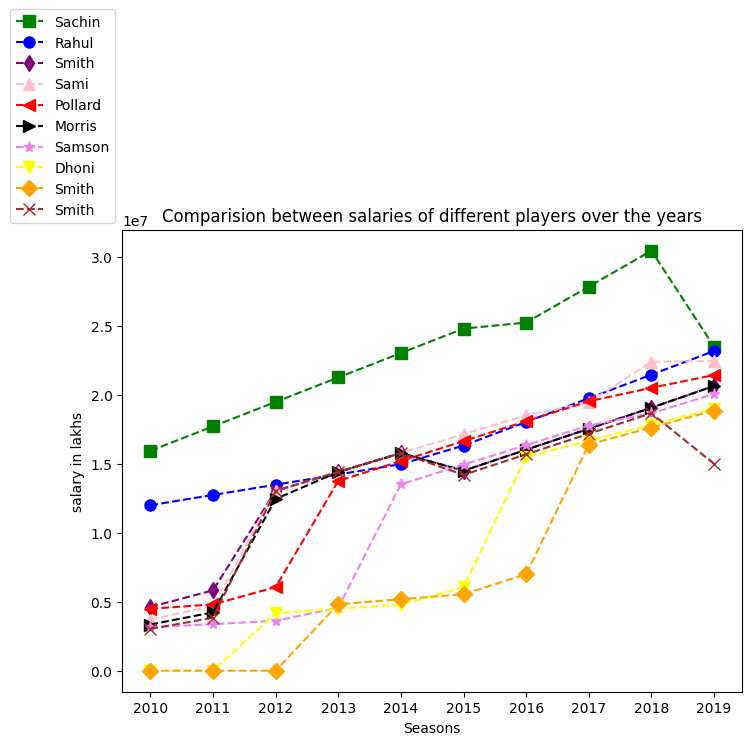 Sachin
Rahul
Smith
Sami
Pollard
Morris
Samson
Dhoni
Smith
Smith
Comparision between salaries of different players over the years
1e7
3.0
2.5
2.0
1.5
1.0
0.5
0.0
salary in lakhs
2010 2011 2012 2013 2014 2015 2016 2017 2018 2019
Seasons